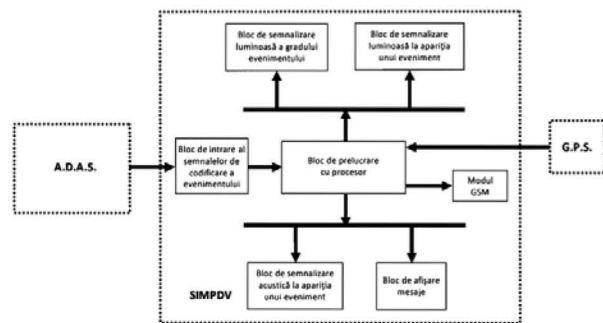 Bloc de semnalizare
luminoasă a gradului
evenimentului
Bloc de semnalizare
luminoasă la apariția
unui eveniment
A.D.A.S.
Bloc de intrare al
semnalelor de
codificare a
evenimentului
Bloc de prelucrare
cu procesor
G.P.S.
Modul
GSM
Bloc de semnalizare
acustică la apariția
unui eveniment
Bloc de afișare
mesaje
SIMPDV